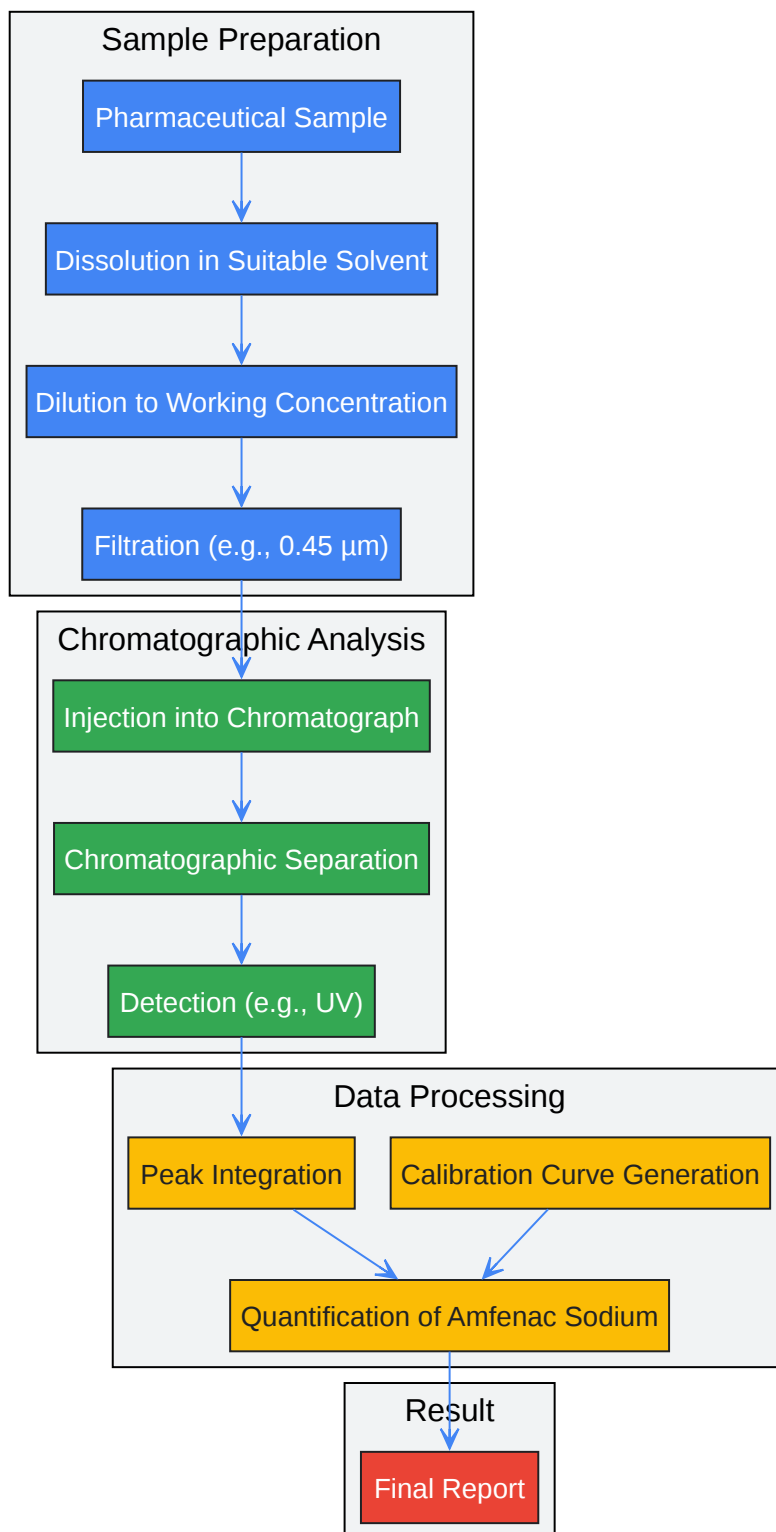 Sample Preparation
Pharmaceutical Sample
Dissolution in Suitable Solvent
Dilution to Working Concentration
Filtration (e.g., 0.45 µm)
Chromatographic Analysis
Injection into Chromatograph
Chromatographic Separation
Detection (e.g., UV)
Data Processing
Peak Integration
Calibration Curve Generation
Quantification of Amfenac Sodium
Result
Final Report